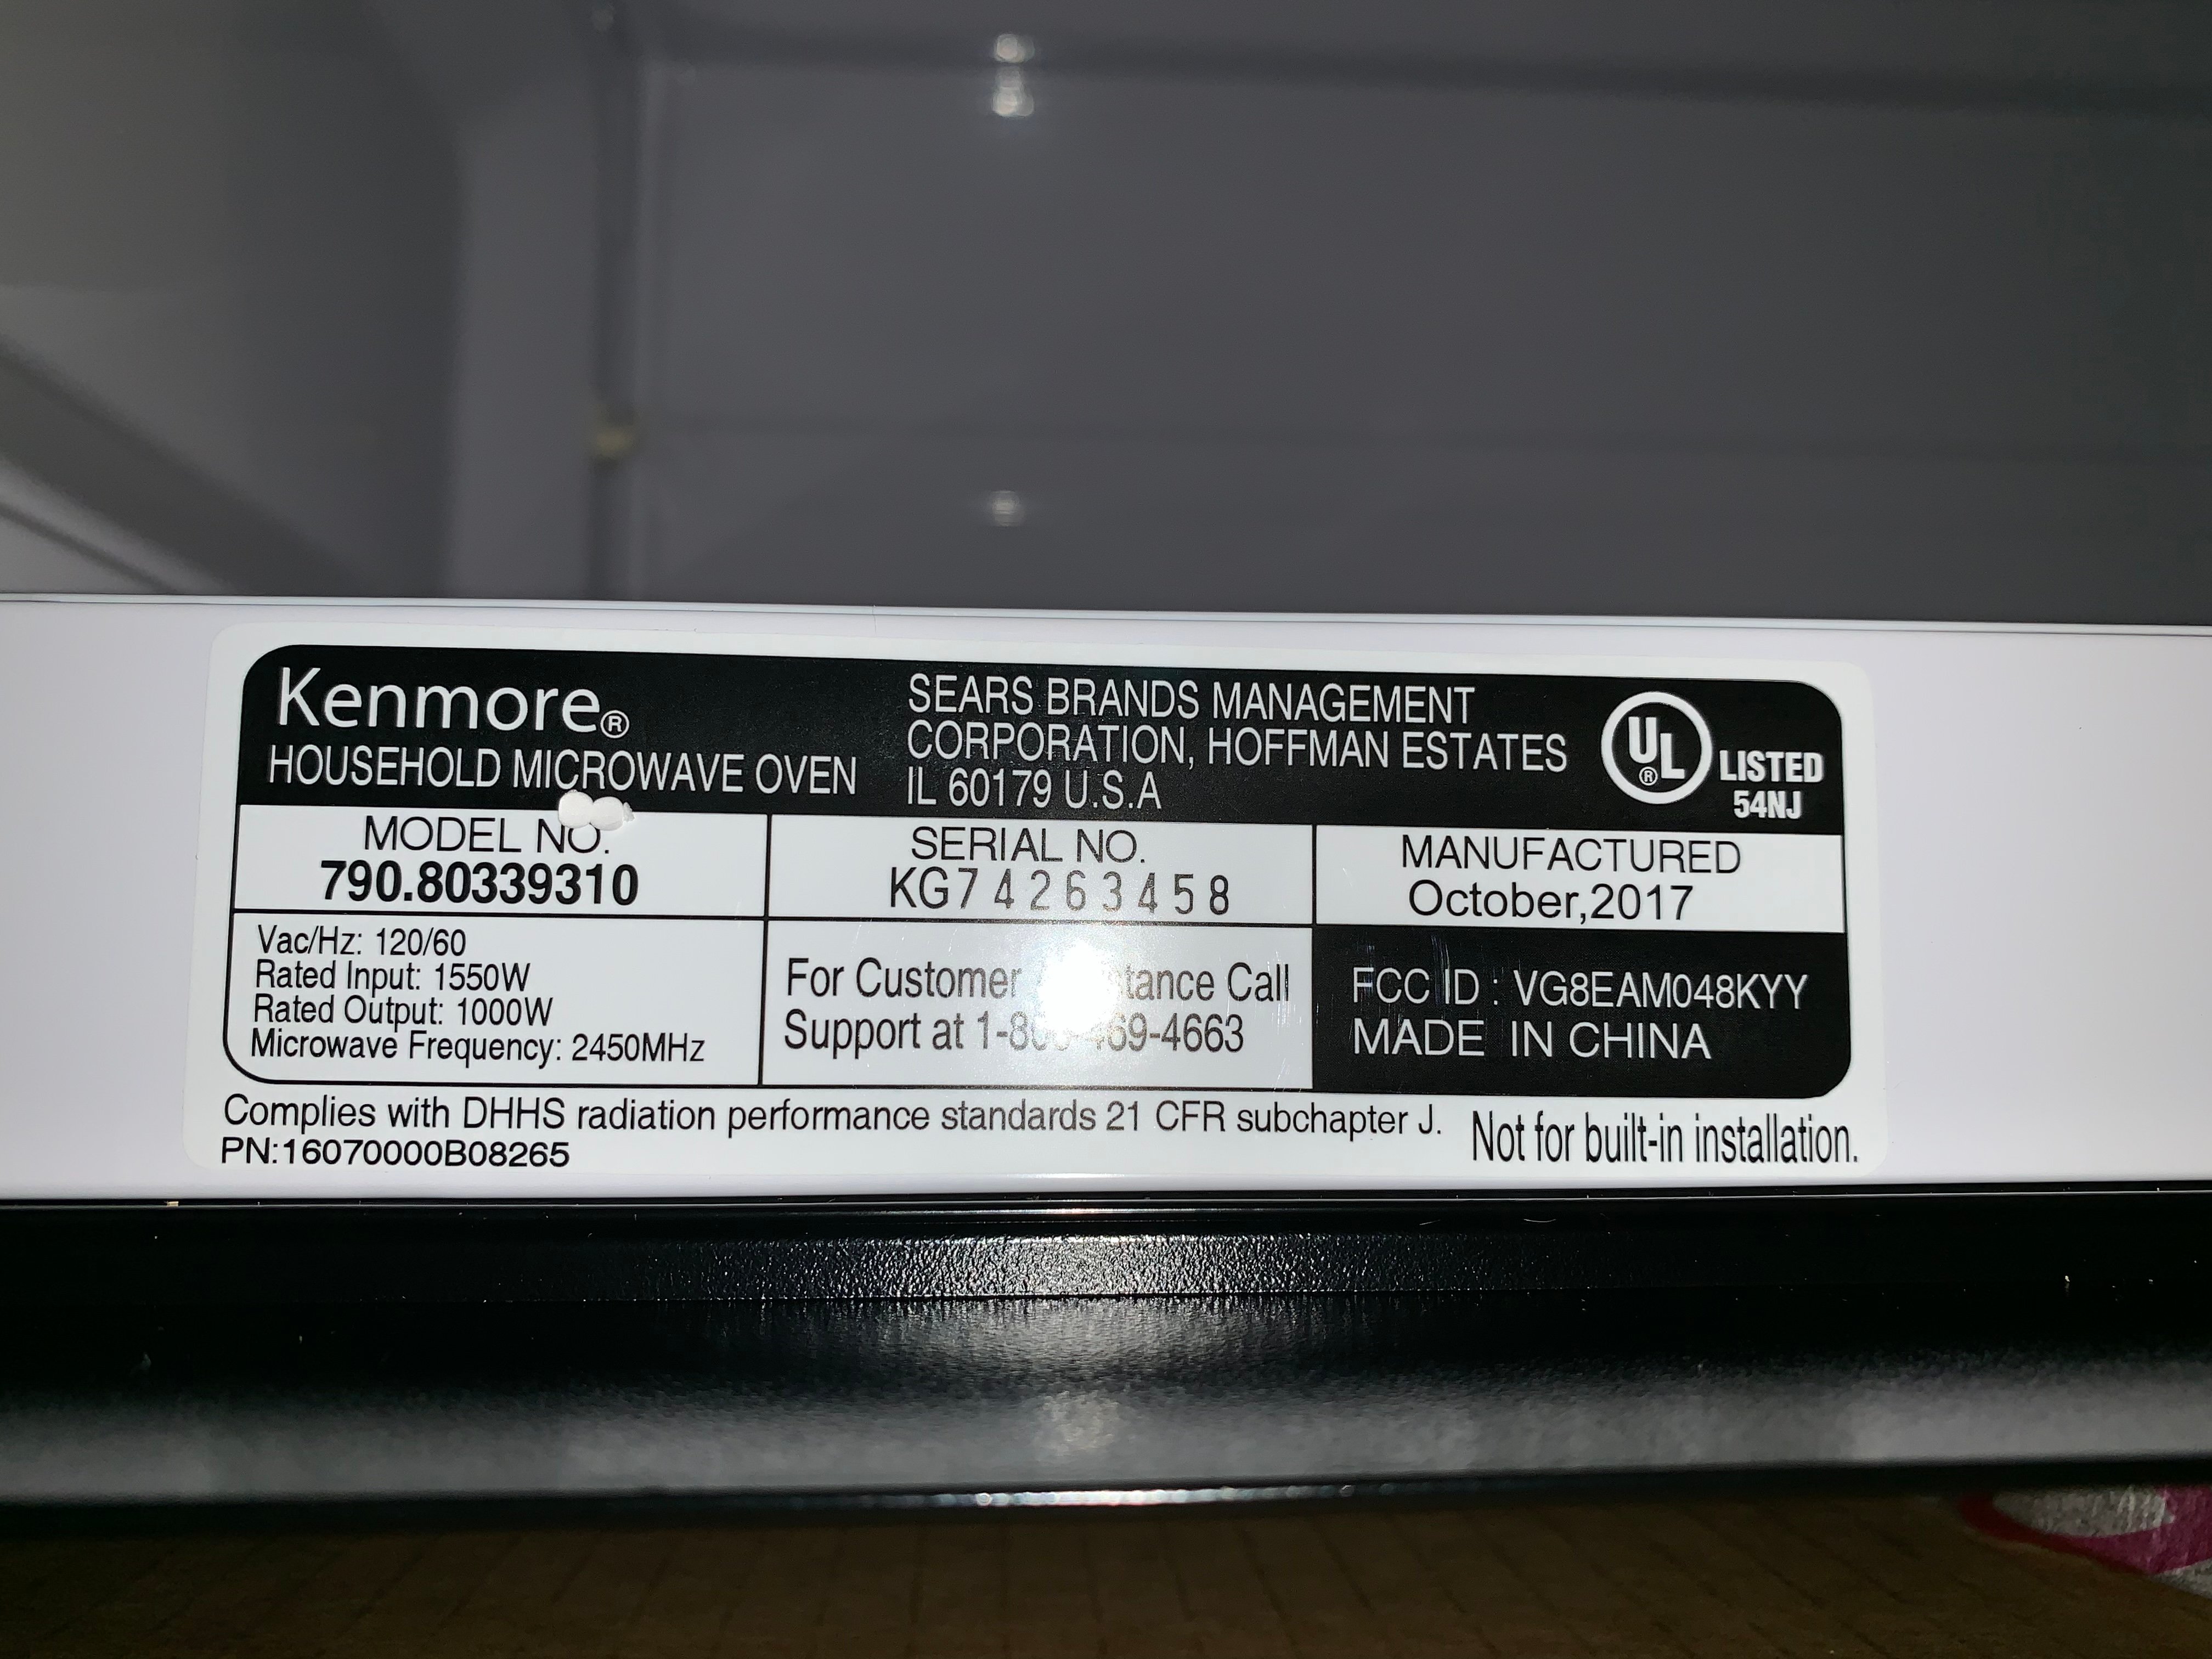 Kenmore®
HOUSEHOLD MICROWAVE OVEN
SEARS BRANDS MANAGEMENT
CORPORATION, HOFFMAN ESTATES
IL 60179 U.S.A
UL® LISTED
54NJ
MODEL NO.
790.80339310
SERIAL NO.
KG74263458
MANUFACTURED
October,2017
Vac/Hz: 120/60
Rated Input: 1550W
Rated Output: 1000W
Microwave Frequency: 2450MHz
For Customer Call
Support at
FCC ID : VG8EAM048KYY
MADE IN CHINA
Complies with DHHS radiation performance standards 21 CFR subchapter J.
PN:16070000B08265
Not for built-in installation.